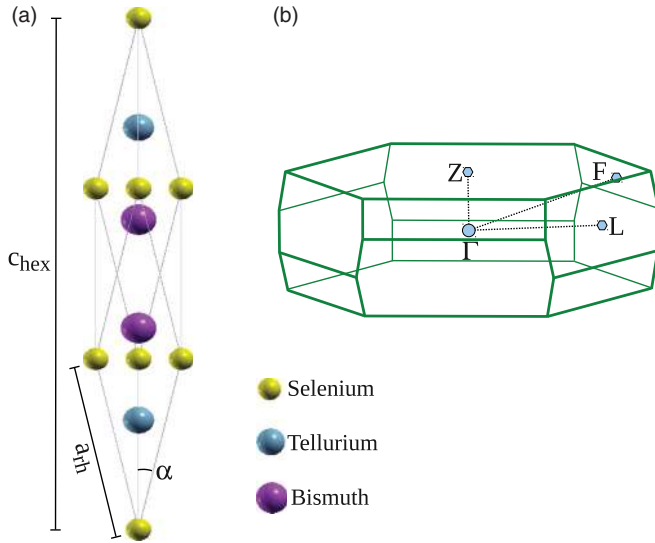 (a)
(b)
Z
F
Γ
L
c_hex
a_rh
α
Selenium
Tellurium
Bismuth